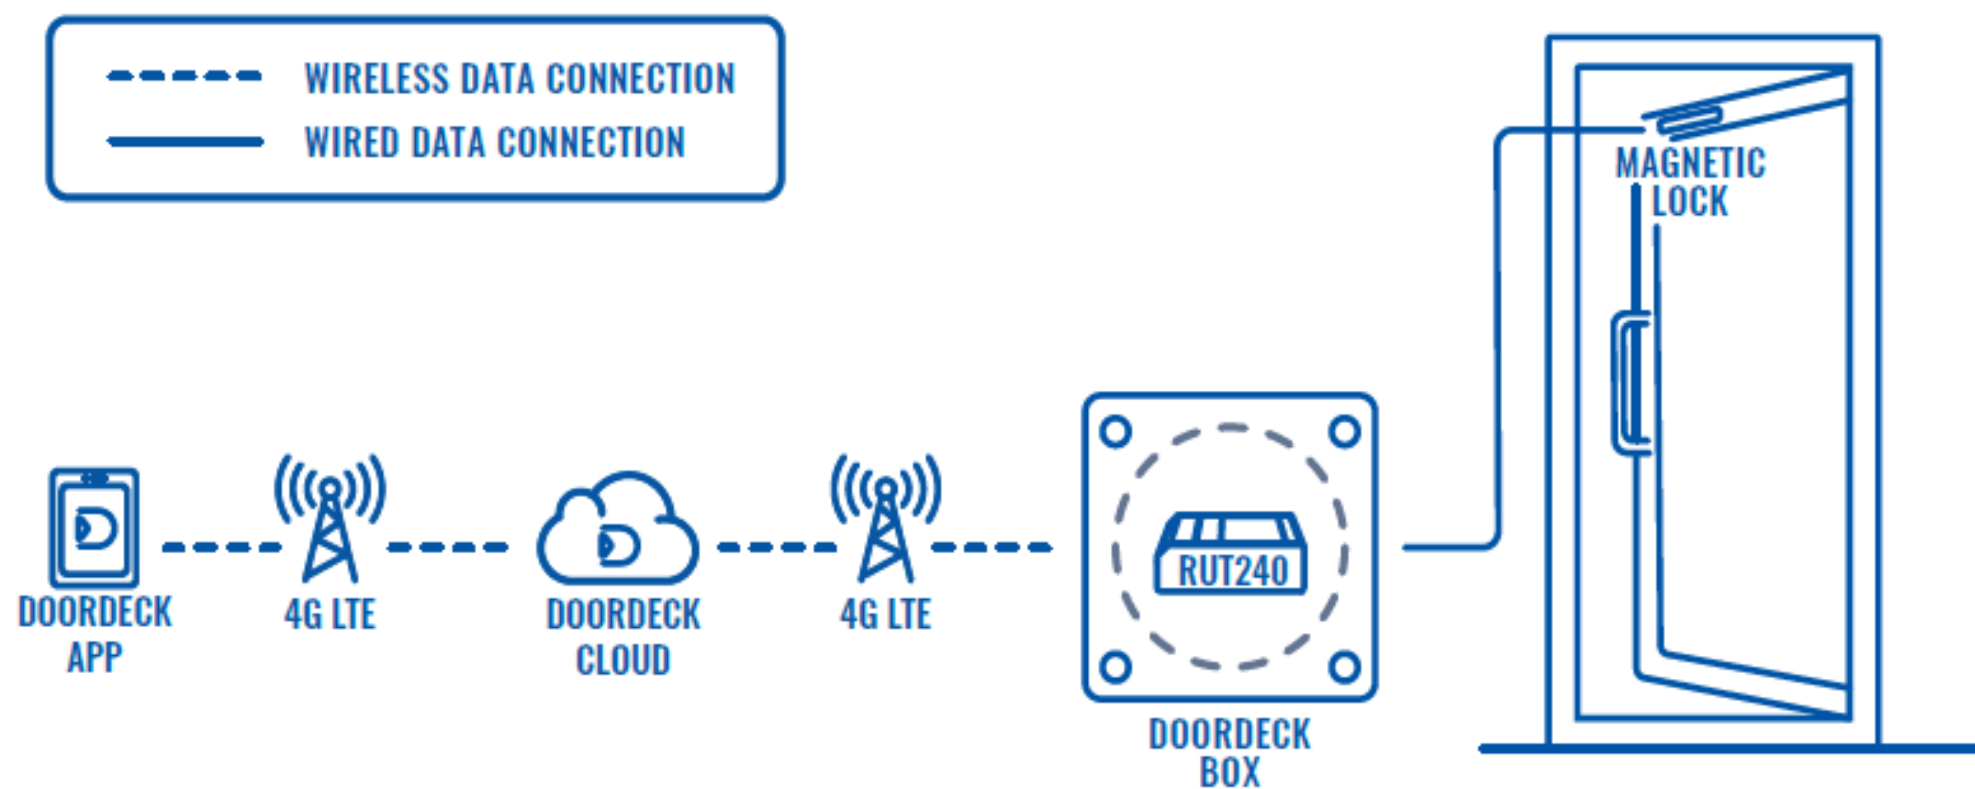 WIRELESS DATA CONNECTION
WIRED DATA CONNECTION
MAGNETIC
LOCK
RUT240
DOORDECK
APP
4G LTE
DOORDECK
CLOUD
4G LTE
DOORDECK
BOX